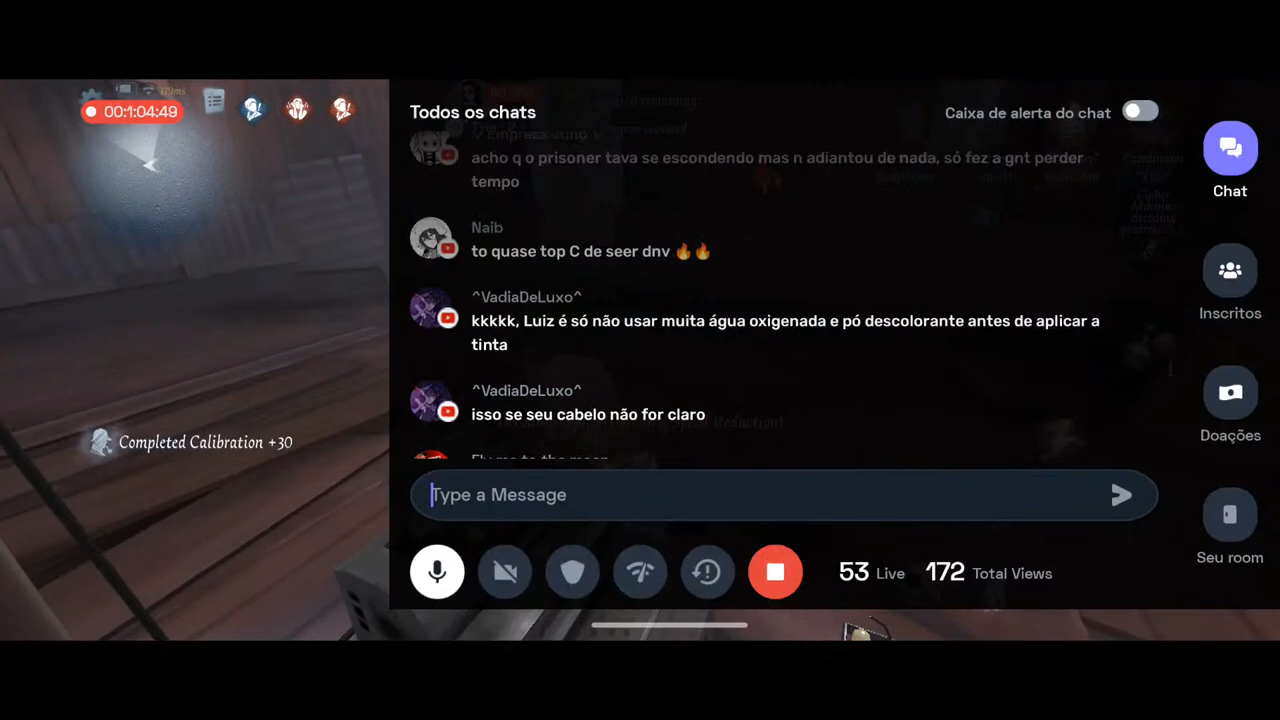 00:1:04:49
Todos os chats
Caixa de alerta do chat
acho q o prisoner tava se escondendo mas n adiantou de nada, só fez a gnt perder
tempo
Naib
to quase top C de seer dnv 🔥🔥
^VadiaDeLuxo^
kkkkk, Luiz é só não usar muita água oxigenada e pó descolorante antes de aplicar a
tinta
^VadiaDeLuxo^
isso se seu cabelo não for claro
Completed Calibration +30
Type a Message
53 Live 172 Total Views
Chat
Inscritos
Doações
Seu room